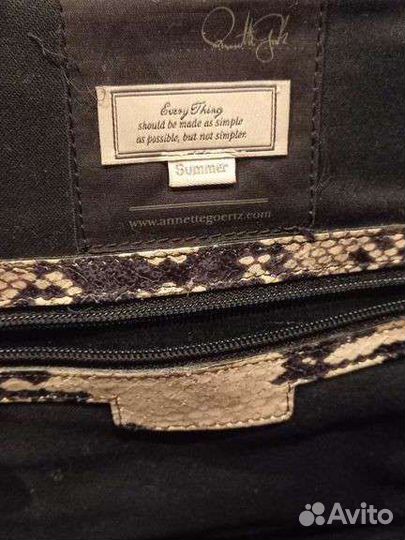 Every Thing
should be made as simple
as possible, but not simpler.
Summer
www.annettegoertz.com
Avito